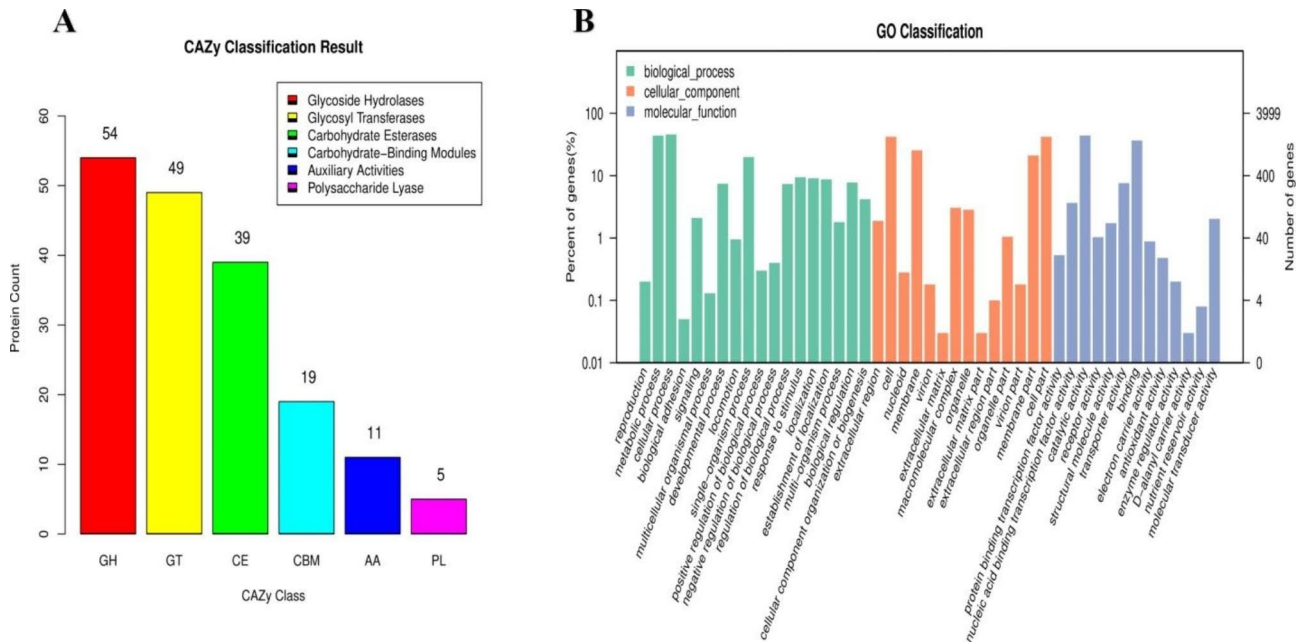 A
CAZy Classification Result
Glycoside Hydrolases
Glycosyl Transferases
Carbohydrate Esterases
Carbohydrate-Binding Modules
Auxiliary Activities
Polysaccharide Lyase
Protein Count
60
50
40
30
20
10
0
54
49
39
19
11
5
GH GT CE CBM AA PL
CAZy Class
B
GO Classification
biological_process
cellular_component
molecular_function
Percent of genes(%)
100
10
1
0.1
0.01
3999
400
40
4
0
Number of genes
reproduction
metabolic process
cellular process
biological adhesion
signaling
multicellular organismal process
developmental process
locomotion
single-organism process
positive regulation of biological process
negative regulation of biological process
regulation of biological process
response to stimulus
localization
establishment of localization
multi-organism process
biological regulation
cellular component organization or biogenesis
extracellular region
cell
nucleoid
membrane
virion
extracellular matrix
macromolecular complex
organelle
extracellular matrix part
extracellular region part
organelle part
virion part
membrane part
cell part
protein binding transcription factor activity
nucleic acid binding transcription factor activity
catalytic activity
receptor activity
structural molecule activity
transporter activity
binding
electron carrier activity
antioxidant activity
enzyme regulator activity
D-alanyl carrier activity
nutrient reservoir activity
molecular transducer activity